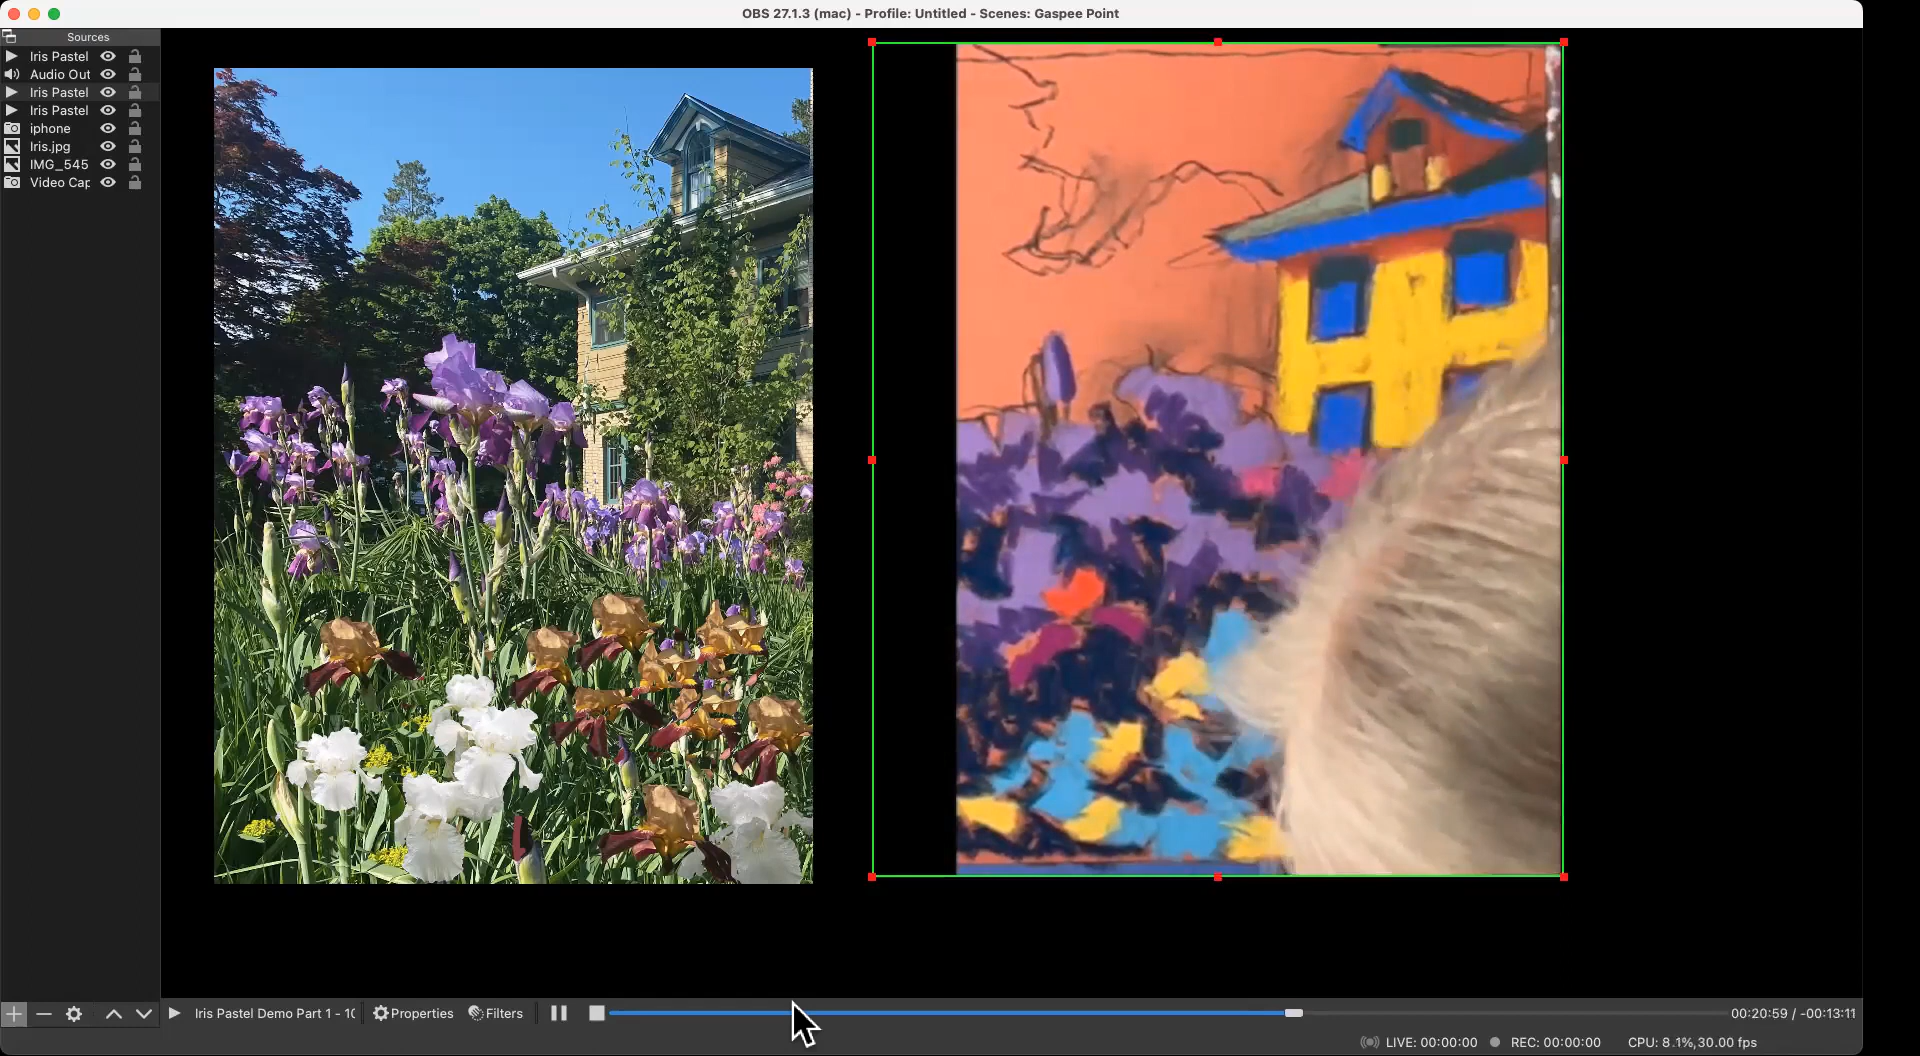 OBS 27.1.3 (mac) - Profile: Untitled - Scenes: Gaspee Point
Sources
Iris Pastel
Audio Out
Iris Pastel
Iris Pastel
iphone
Iris.jpg
IMG_545
Video Cap
Iris Pastel Demo Part 1 - 10
Properties
Filters
00:20:59 / -00:13:11
LIVE: 00:00:00
REC: 00:00:00
CPU: 8.1%,30.00 fps